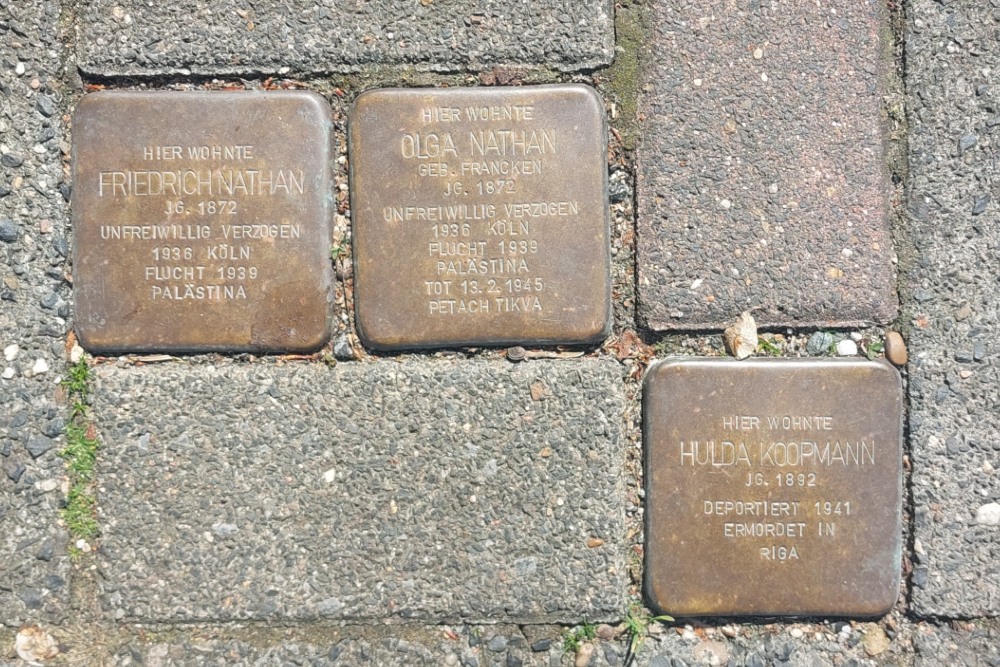 HIER WOHNTE
FRIEDRICH NATHAN
JG. 1872
UNFREIWILLIG VERZOGEN
1936 KÖLN
FLUCHT 1939
PALÄSTINA
HIER WOHNTE
OLGA NATHAN
GEB. FRANCKEN
JG. 1872
UNFREIWILLIG VERZOGEN
1936 KÖLN
FLUCHT 1939
PALÄSTINA
TOT 13.2.1945
PETACH TIKVA
HIER WOHNTE
HULDA KOOPMANN
JG. 1892
DEPORTIERT 1941
ERMORDET IN
RIGA